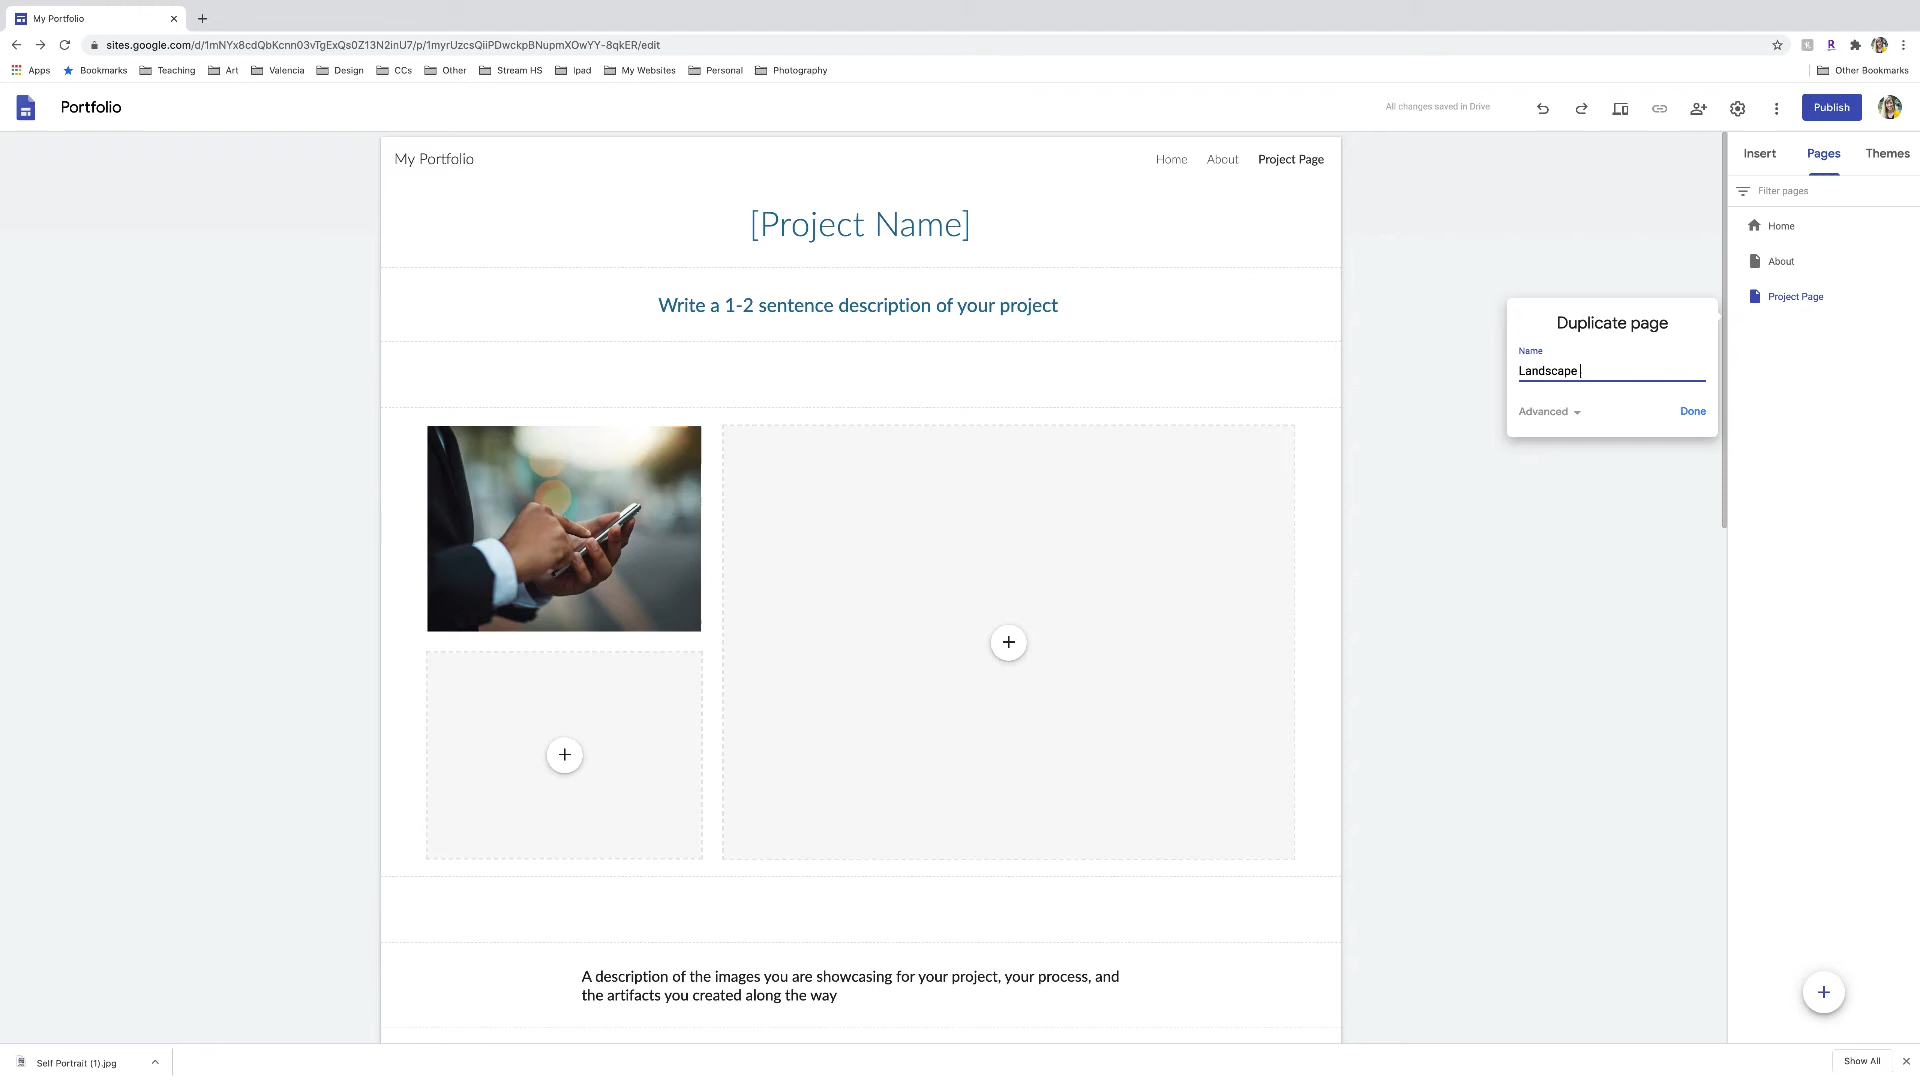 My Portfolio
sites.google.com/d/1mNYx8cdQbKcnn03vTgExQs0Z13N2inU7/p/1myrUzcsQiiPDwckpBNupmXOwYY-8qkER/edit
Apps Bookmarks Teaching Art Valencia Design CCs Other Stream HS Ipad My Websites Personal Photography Other Bookmarks
Portfolio All changes saved in Drive Publish
My Portfolio Home About Project Page
Insert Pages Themes
Filter pages
Home
About
Project Page
[Project Name]
Write a 1-2 sentence description of your project
Duplicate page
Name
Landscape
Advanced Done
A description of the images you are showcasing for your project, your process, and
the artifacts you created along the way
Self Portrait (1).jpg Show All